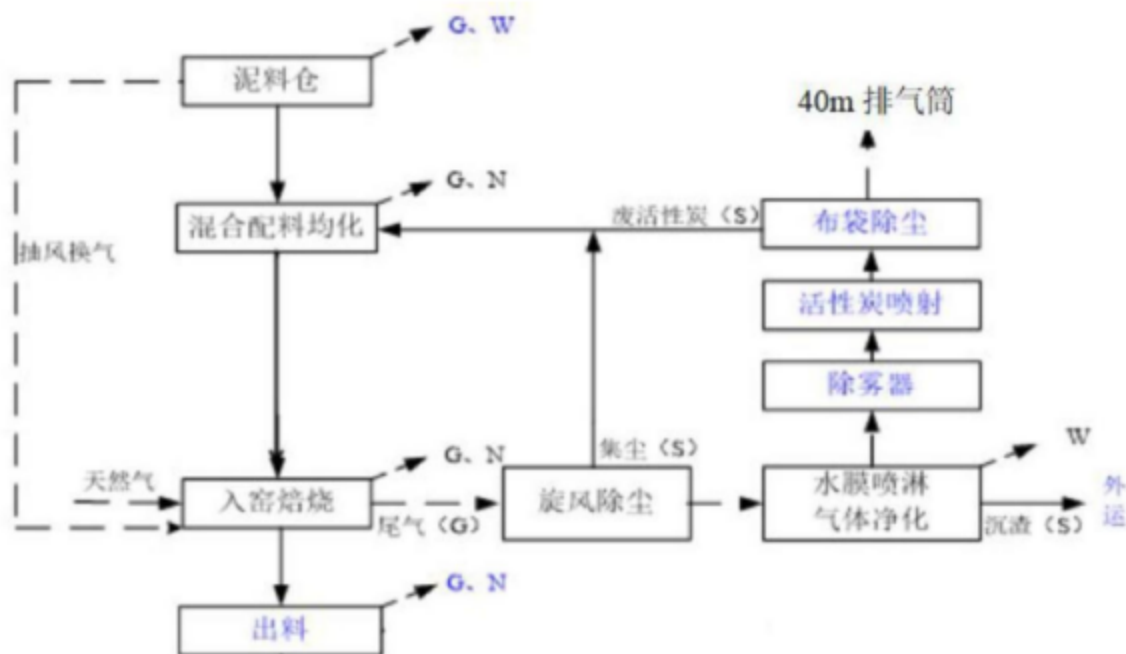 G、W
泥料仓
40m 排气筒
G、N
废活性炭（S）
布袋除尘
混合配料均化
抽风换气
活性炭喷射
除雾器
G、N
集尘（S）
W
天然气
入窑焙烧
尾气（G）
旋风除尘
水膜喷淋
气体净化
沉渣（S）
外
运
G、N
出料